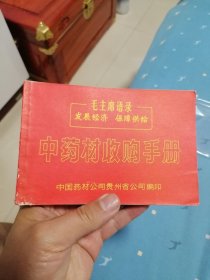 毛主席语录
发展经济 保障供给
中药材收购手册
中国药材公司贵州省公司编印